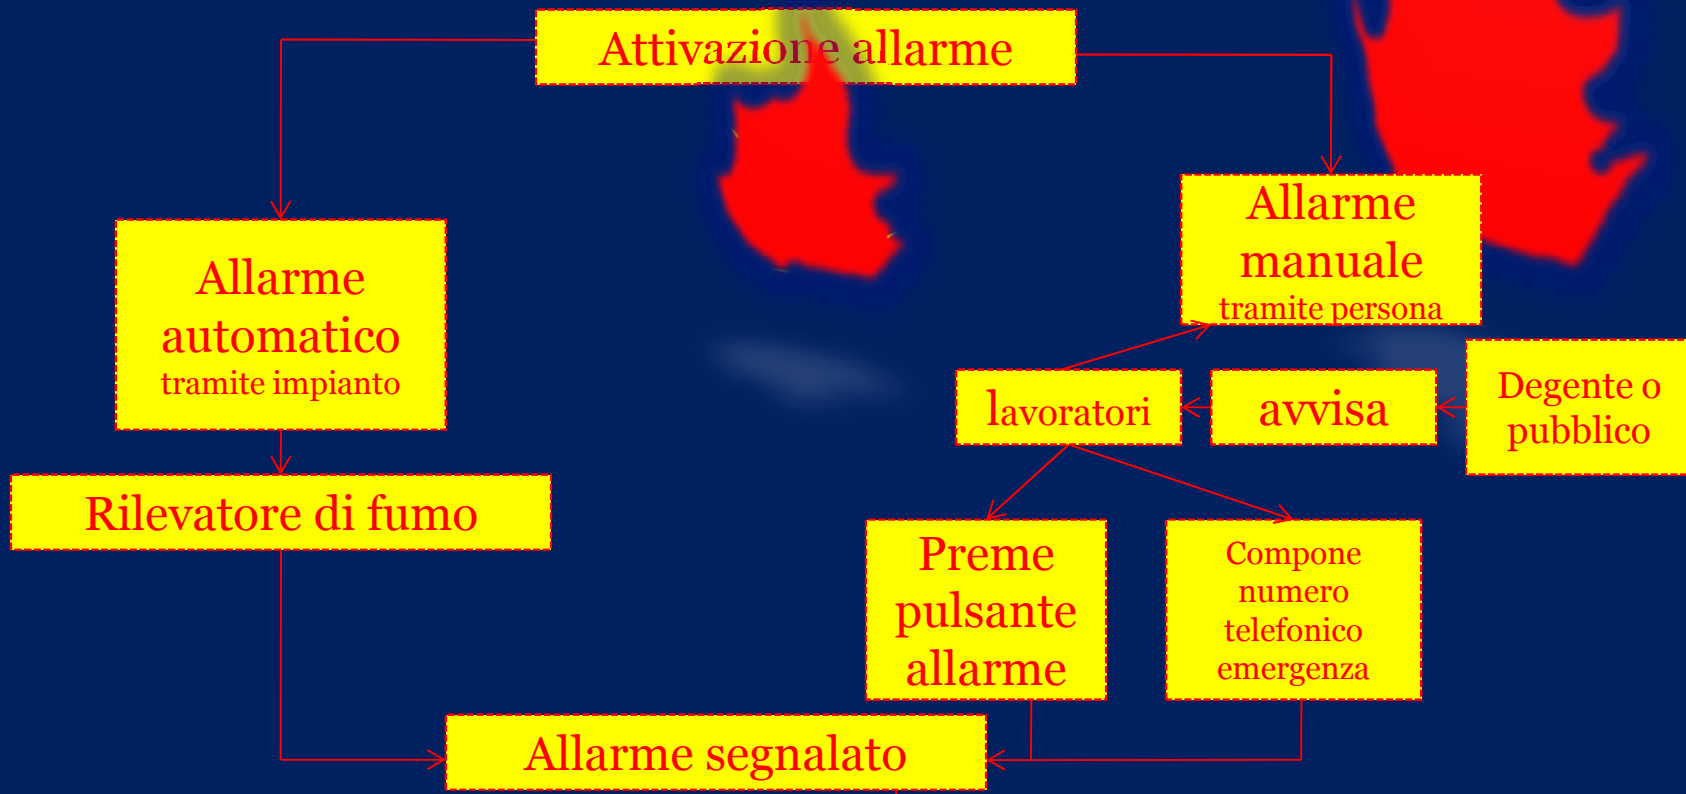 Attivazione allarme
Allarme
manuale
tramite persona
Allarme
automatico
tramite impianto
Degente o
pubblico
avvisa
lavoratori
Rilevatore di fumo
Preme
pulsante
allarme
Compone
numero
telefonico
emergenza
Allarme segnalato